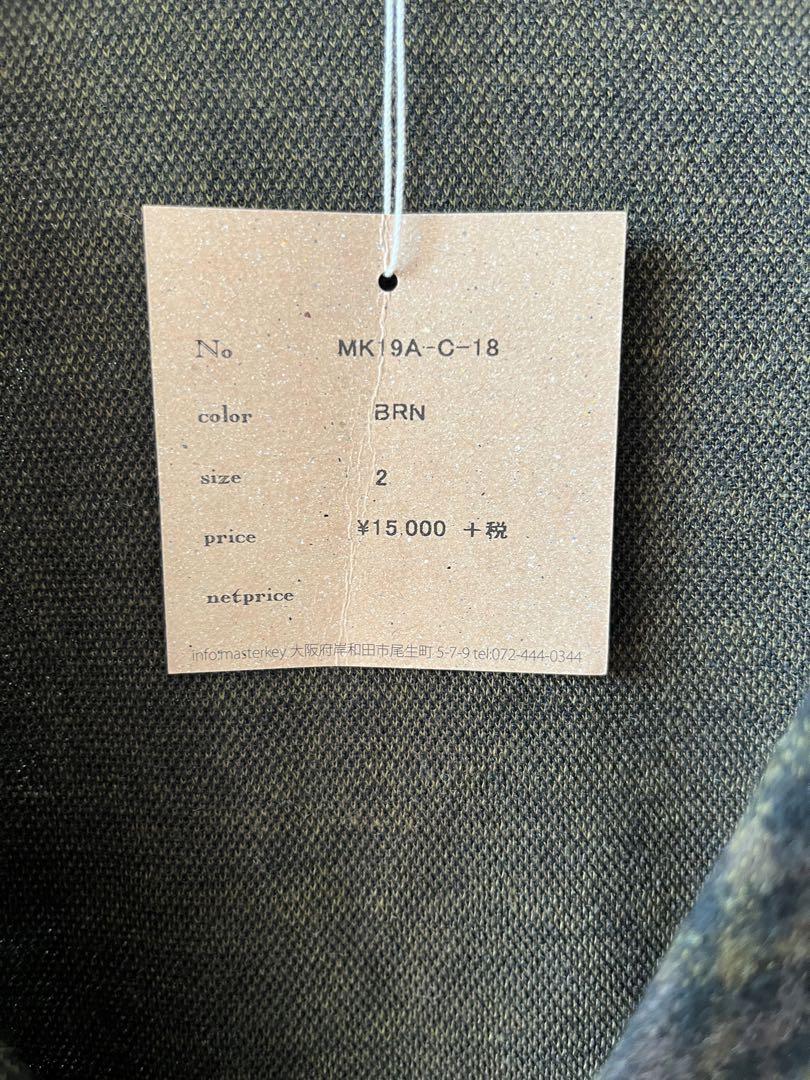 No MK19A-C-18
color BRN
size 2
price ¥15,000 +税
netprice
info:masterkey 大阪府岸和田市尾生町 5-7-9 tel:072-444-0344